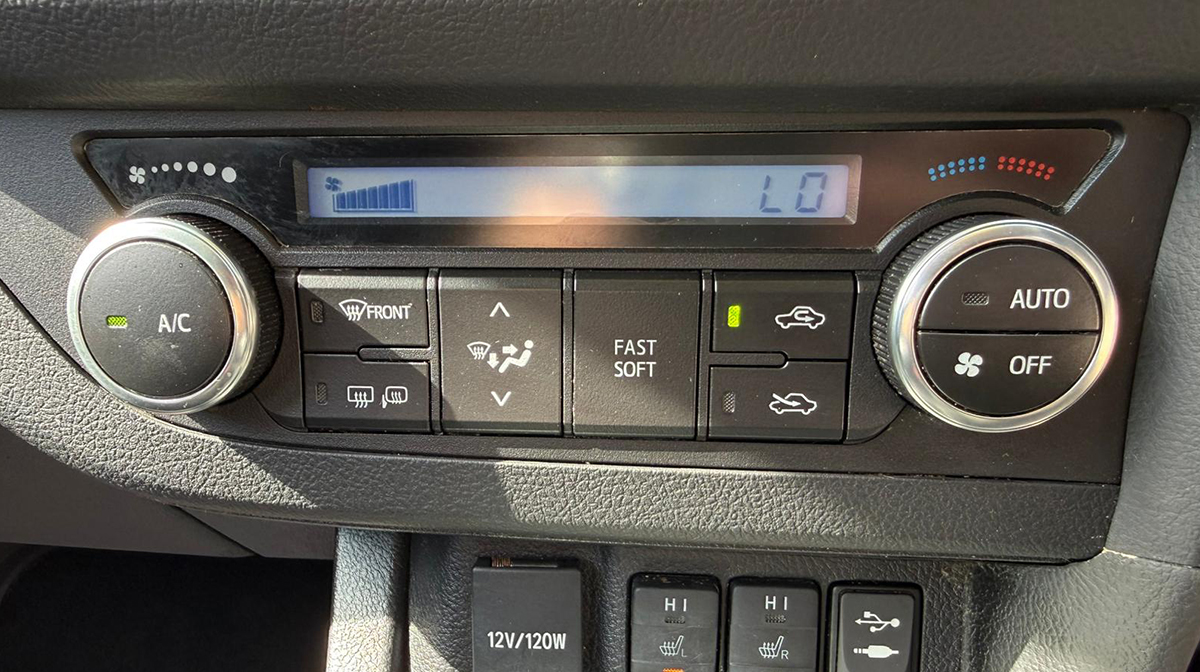 LO
A/C
FRONT
FAST
SOFT
AUTO
OFF
12V/120W
HI
L
HI
R